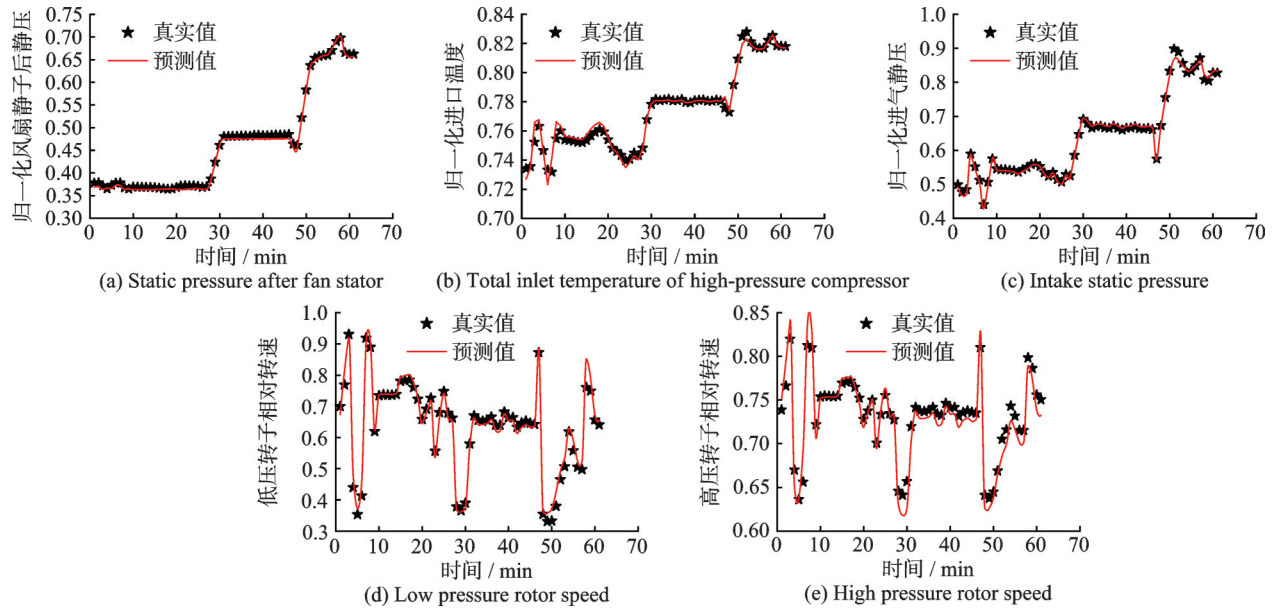 归一化风扇静子后静压
0.70
0.65
0.60
0.55
0.50
0.45
0.40
0.35
0.30
真实值
预测值
0 10 20 30 40 50 60 70
时间 / min
(a) Static pressure after fan stator
归一化进口温度
0.82
0.80
0.78
0.76
0.74
0.72
0.70
真实值
预测值
0 10 20 30 40 50 60 70
时间 / min
(b) Total inlet temperature of high-pressure compressor
归一化进气静压
1.0
0.9
0.8
0.7
0.6
0.5
0.4
真实值
预测值
0 10 20 30 40 50 60 70
时间 / min
(c) Intake static pressure
低压转子相对转速
1.0
0.9
0.8
0.7
0.6
0.5
0.4
0.3
真实值
预测值
0 10 20 30 40 50 60 70
时间 / min
(d) Low pressure rotor speed
高压转子相对转速
0.85
0.80
0.75
0.70
0.65
0.60
真实值
预测值
0 10 20 30 40 50 60 70
时间 / min
(e) High pressure rotor speed